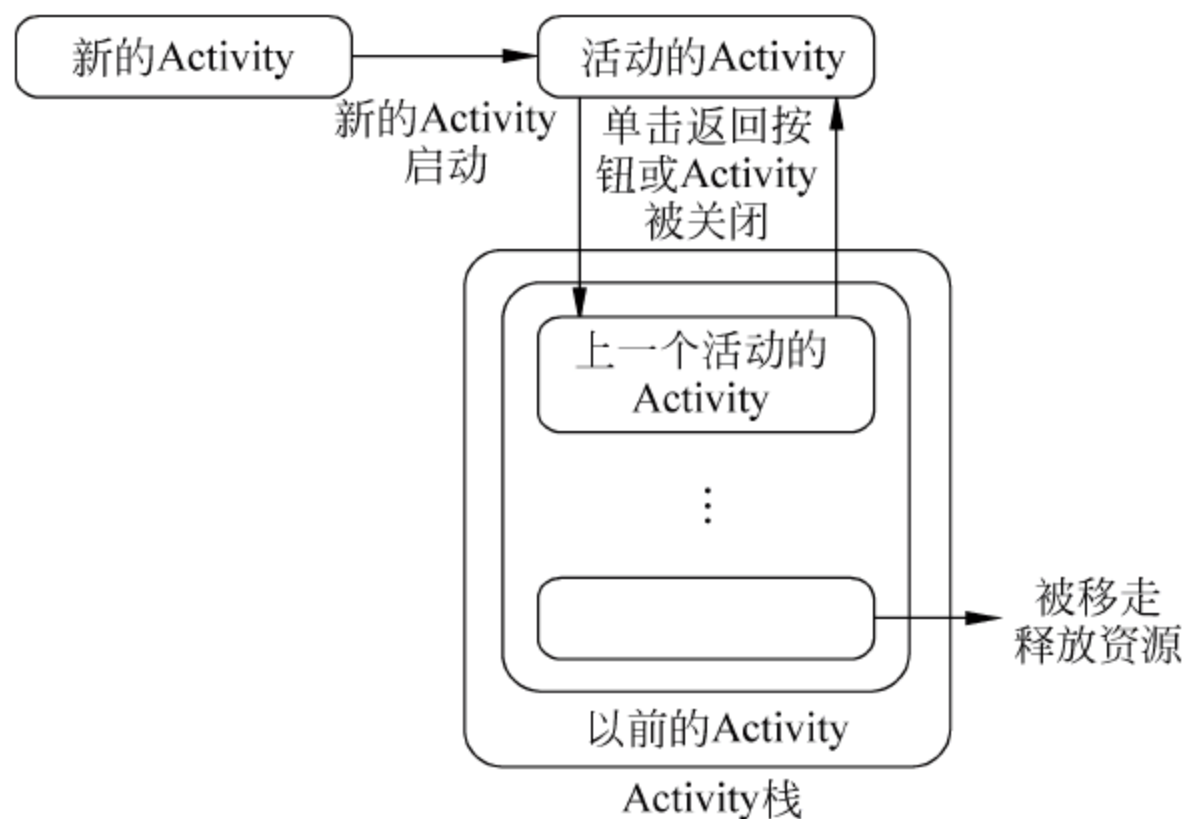 新的Activity
活动的Activity
新的Activity
启动
单击返回按
钮或Activity
被关闭
上一个活动的
Activity
被移走
释放资源
以前的Activity
Activity栈